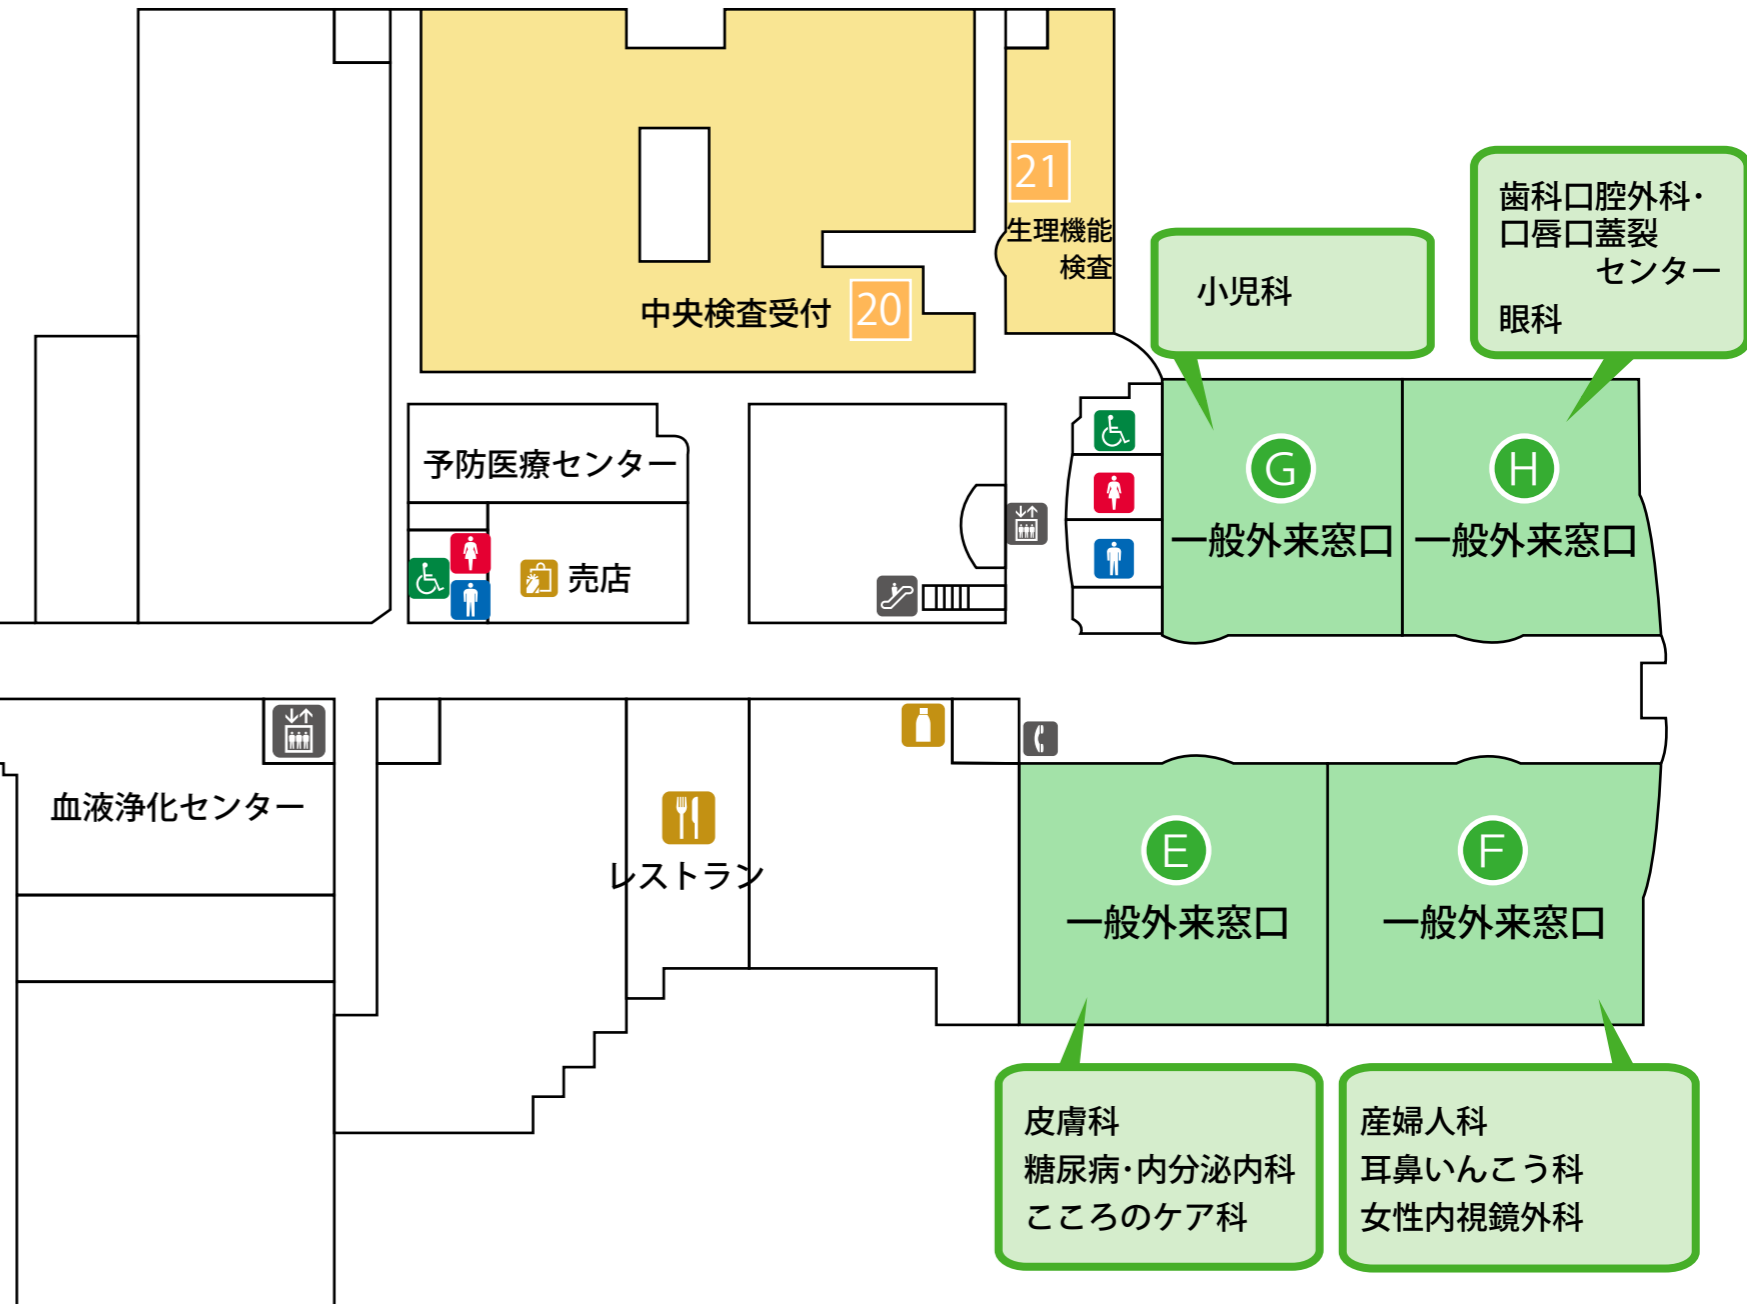 21
生理機能
検査
中央検査受付
20
小児科
歯科口腔外科・
口唇口蓋裂
センター
眼科
予防医療センター
売店
G
一般外来窓口
H
一般外来窓口
血液浄化センター
レストラン
E
一般外来窓口
F
一般外来窓口
皮膚科
糖尿病・内分泌内科
こころのケア科
産婦人科
耳鼻いんこう科
女性内視鏡外科